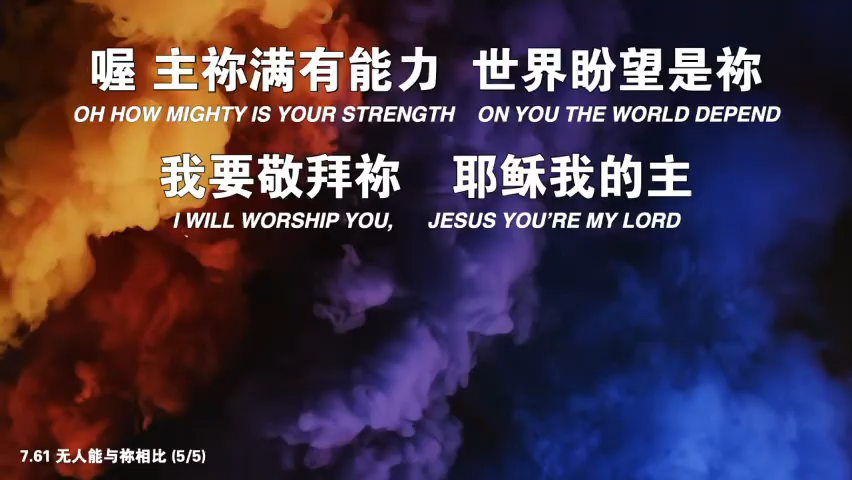 喔 主祢满有能力 世界盼望是祢
OH HOW MIGHTY IS YOUR STRENGTH ON YOU THE WORLD DEPEND
我要敬拜祢 耶稣我的主
I WILL WORSHIP YOU, JESUS YOU'RE MY LORD
7.61 无人能与祢相比 (5/5)